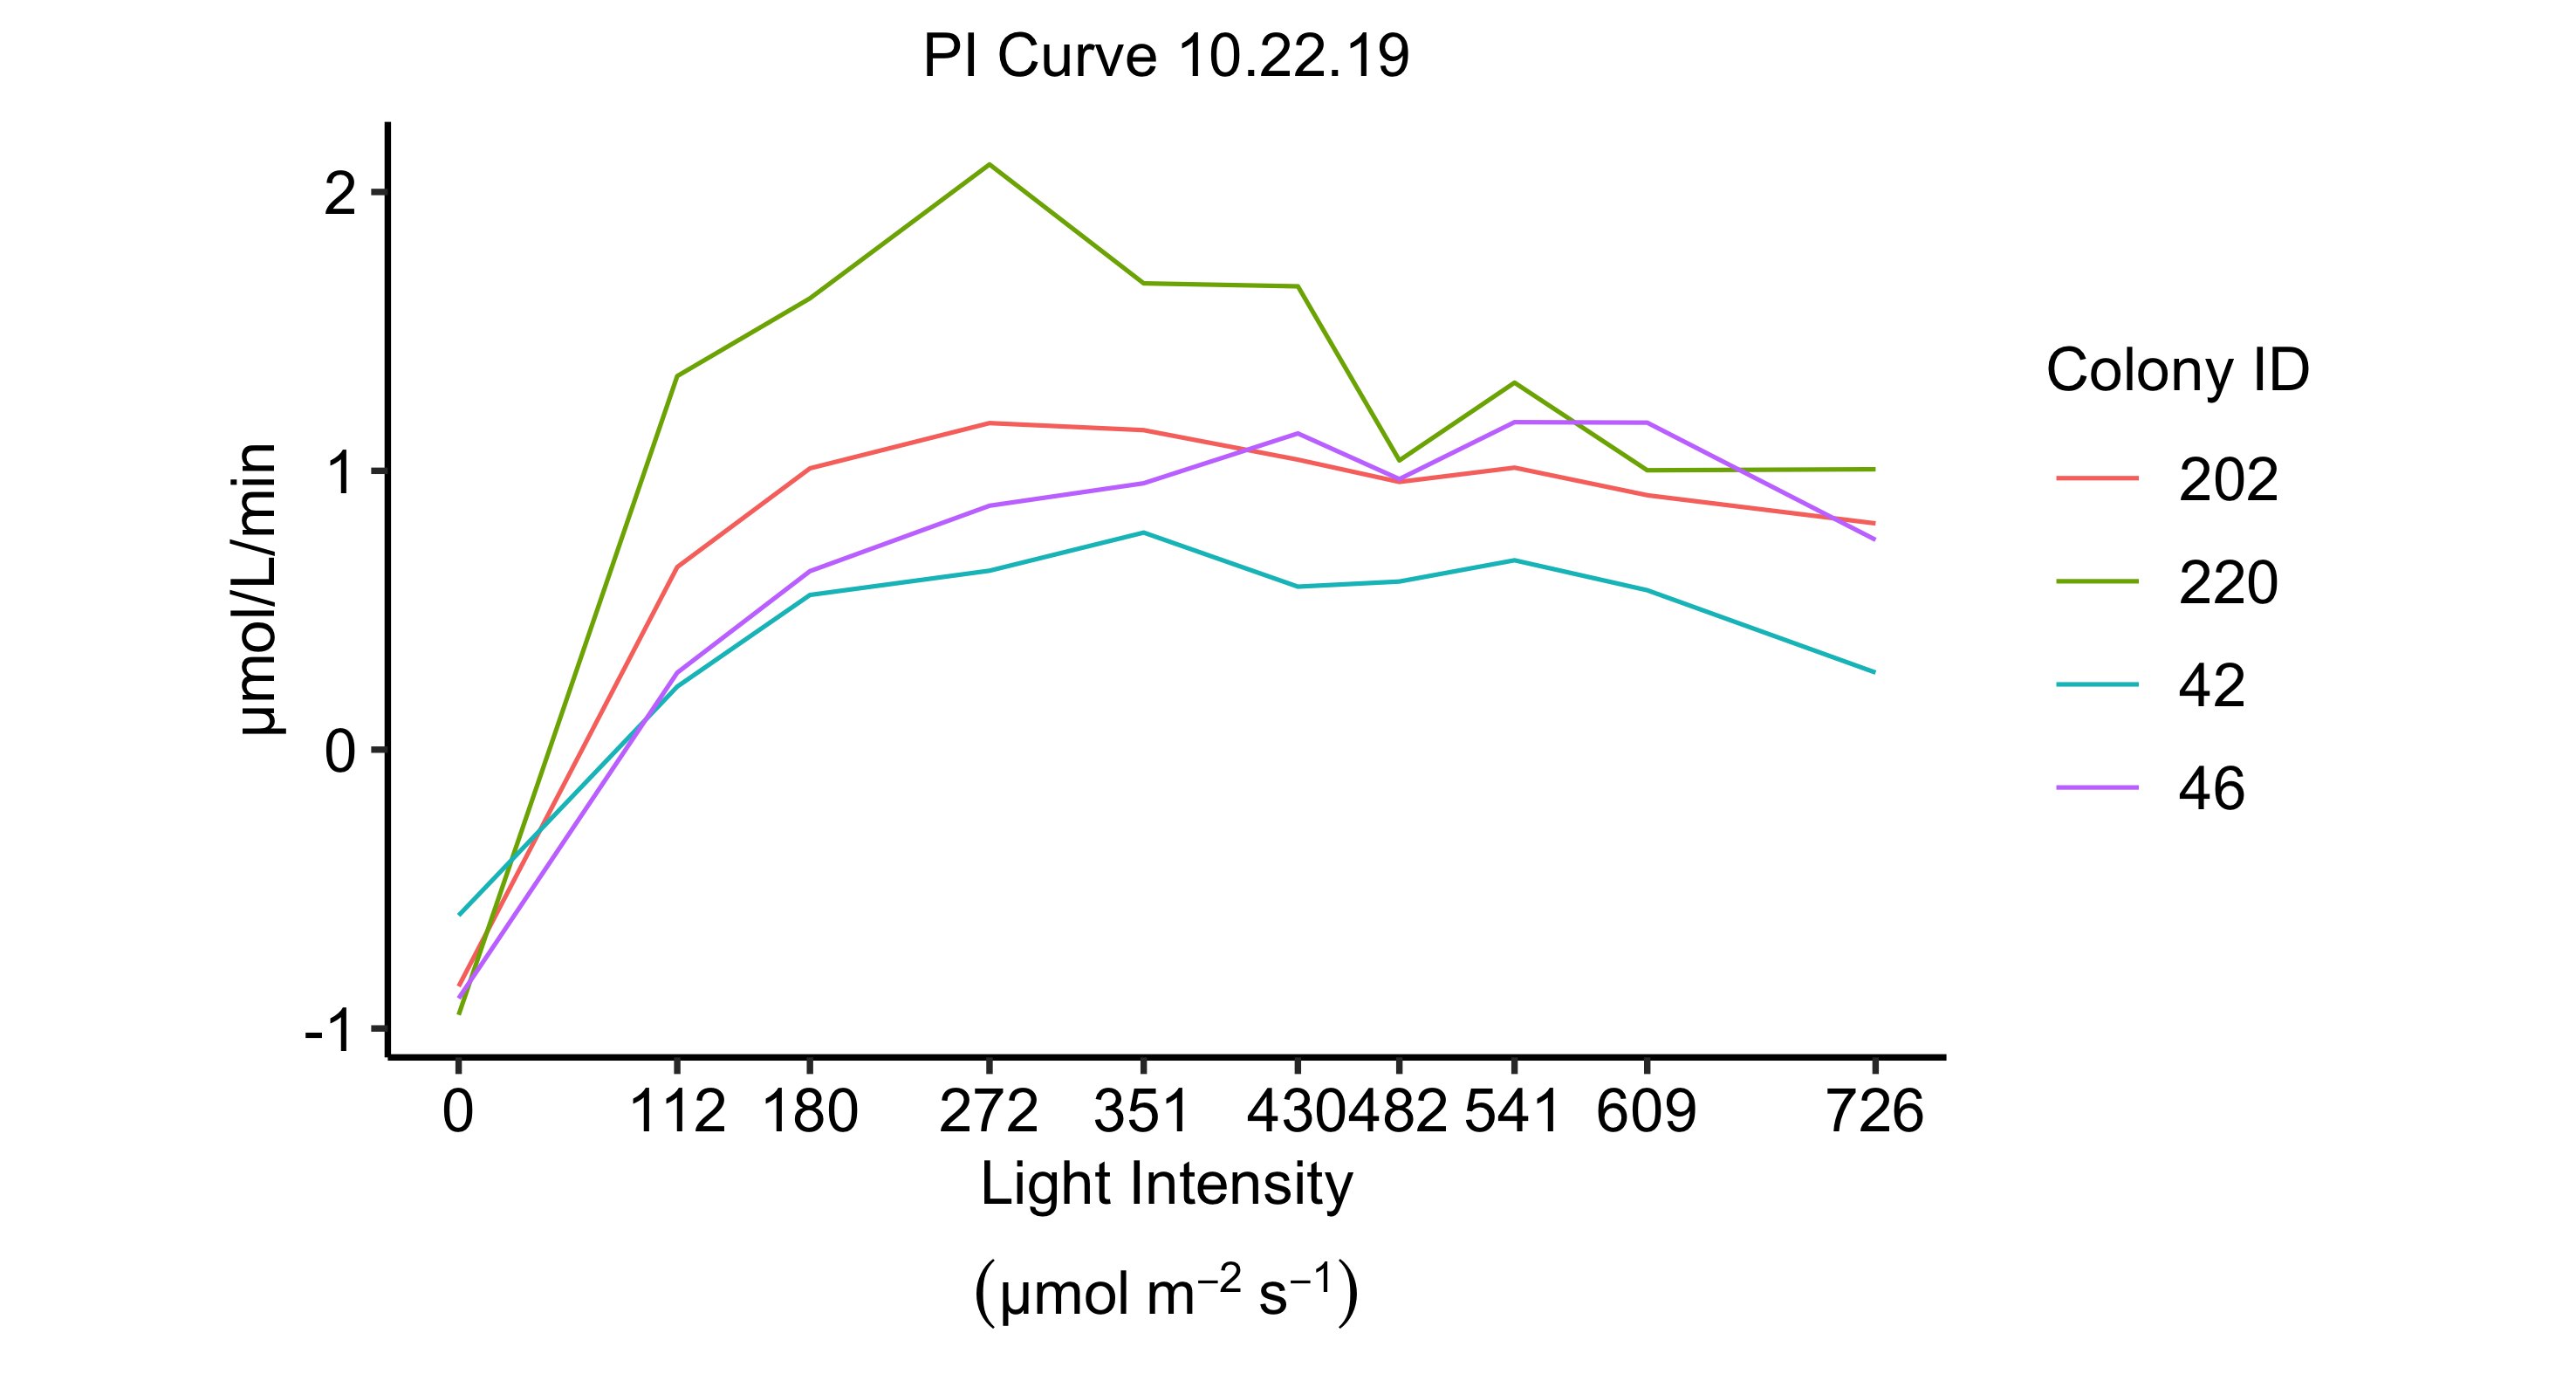 PI Curve 10.22.19
2
1
0
-1
µmol/L/min
0 112 180 272 351 430 482 541 609 726
Light Intensity
(µmol m⁻² s⁻¹)
Colony ID
202
220
42
46